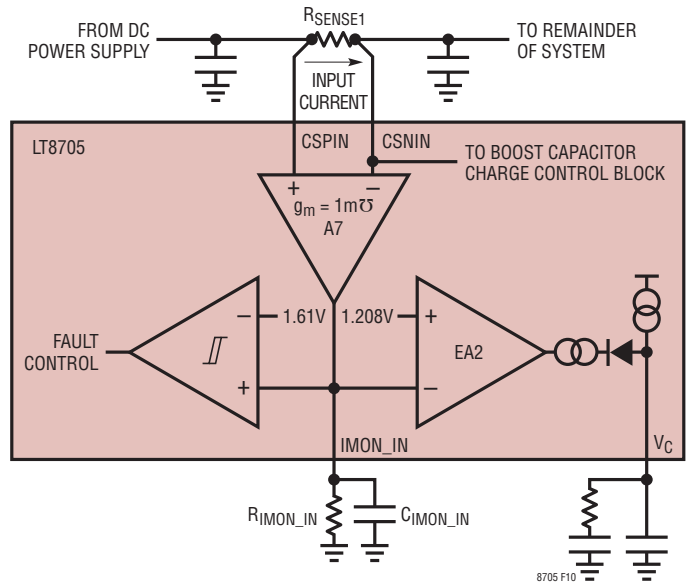 RSENSE1
FROM DC
POWER SUPPLY
TO REMAINDER
OF SYSTEM
INPUT
CURRENT
LT8705
CSPIN
CSNIN
TO BOOST CAPACITOR
CHARGE CONTROL BLOCK
+
–
gm = 1m℧
A7
–
1.61V
1.208V
+
FAULT
CONTROL
EA2
+
–
IMON_IN
VC
RIMON_IN
CIMON_IN
8705 F10